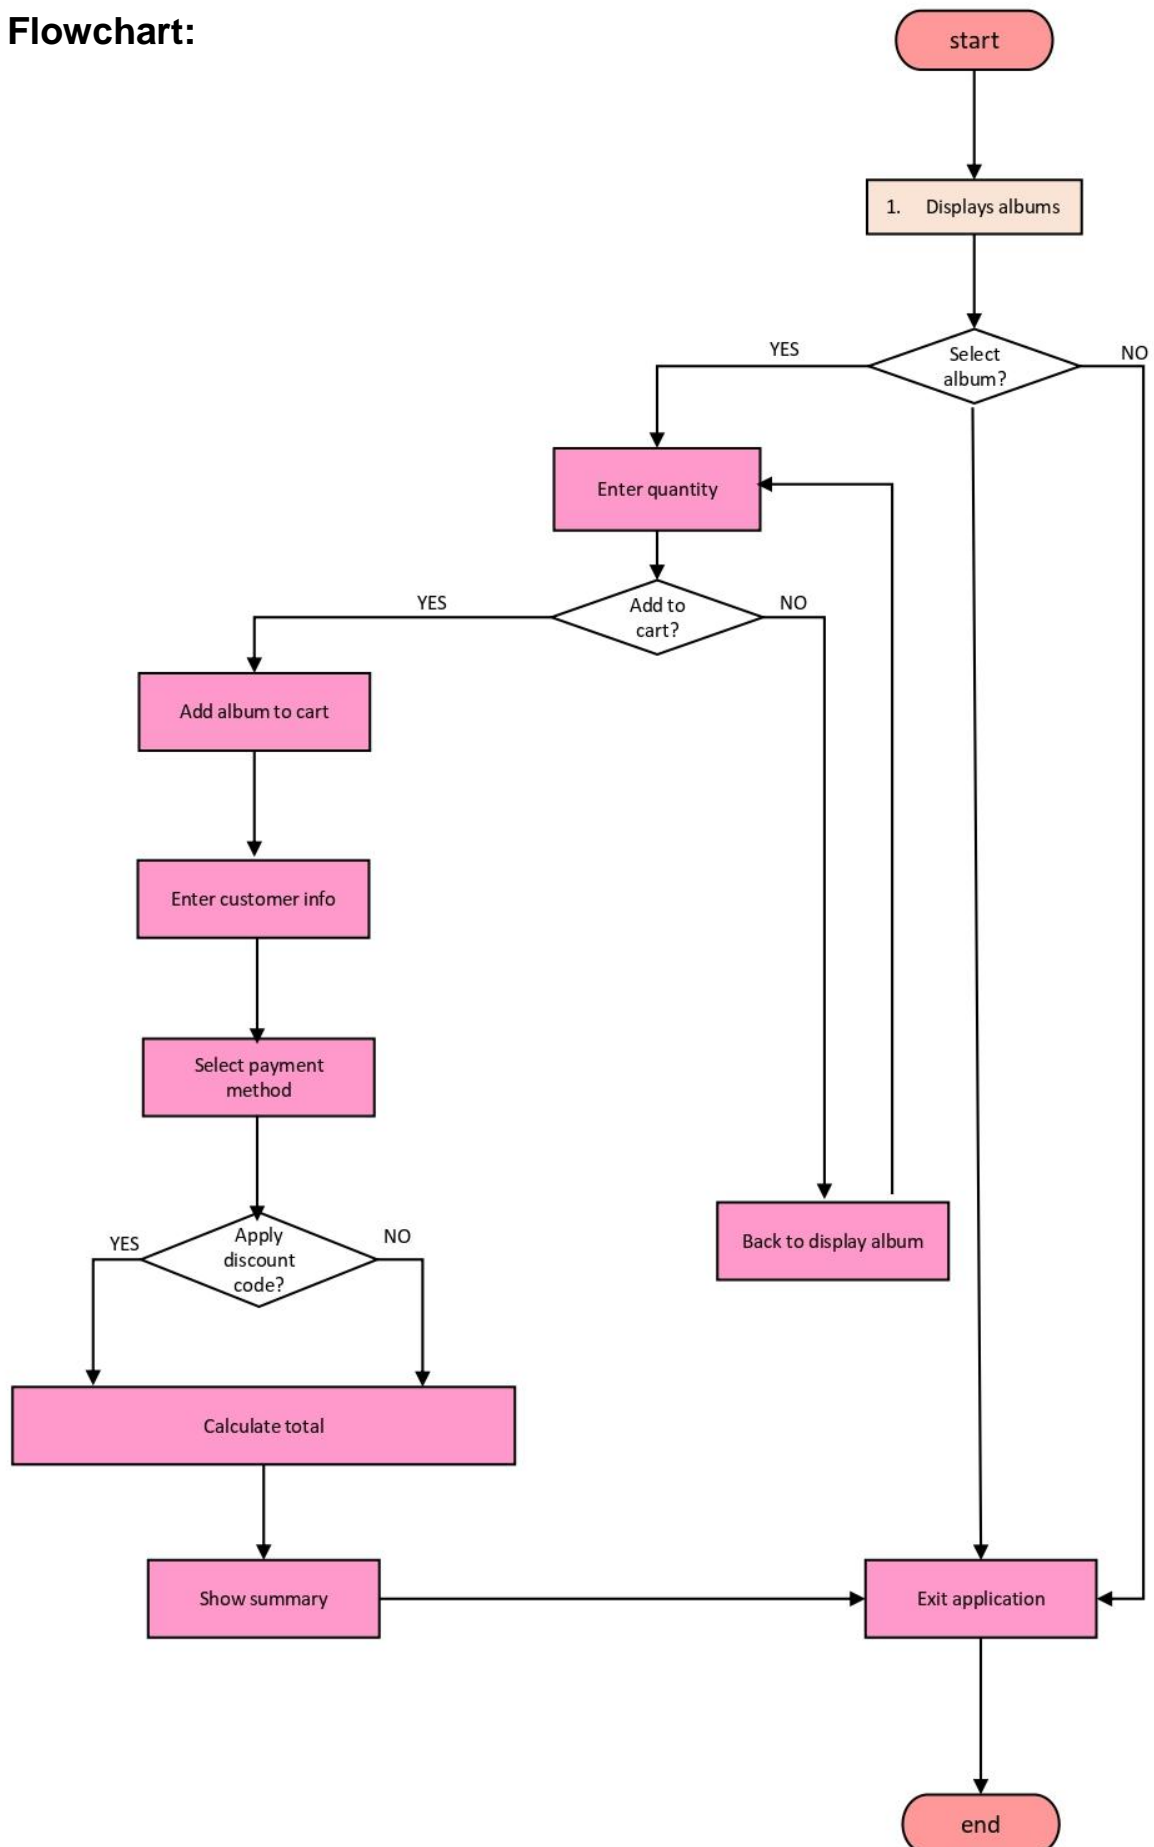 Flowchart:
start
1. Displays albums
Select
album?
YES
NO
Enter quantity
Add to
cart?
YES
NO
Add album to cart
Enter customer info
Select payment
method
Apply
discount
code?
YES
NO
Back to display album
Calculate total
Show summary
Exit application
end